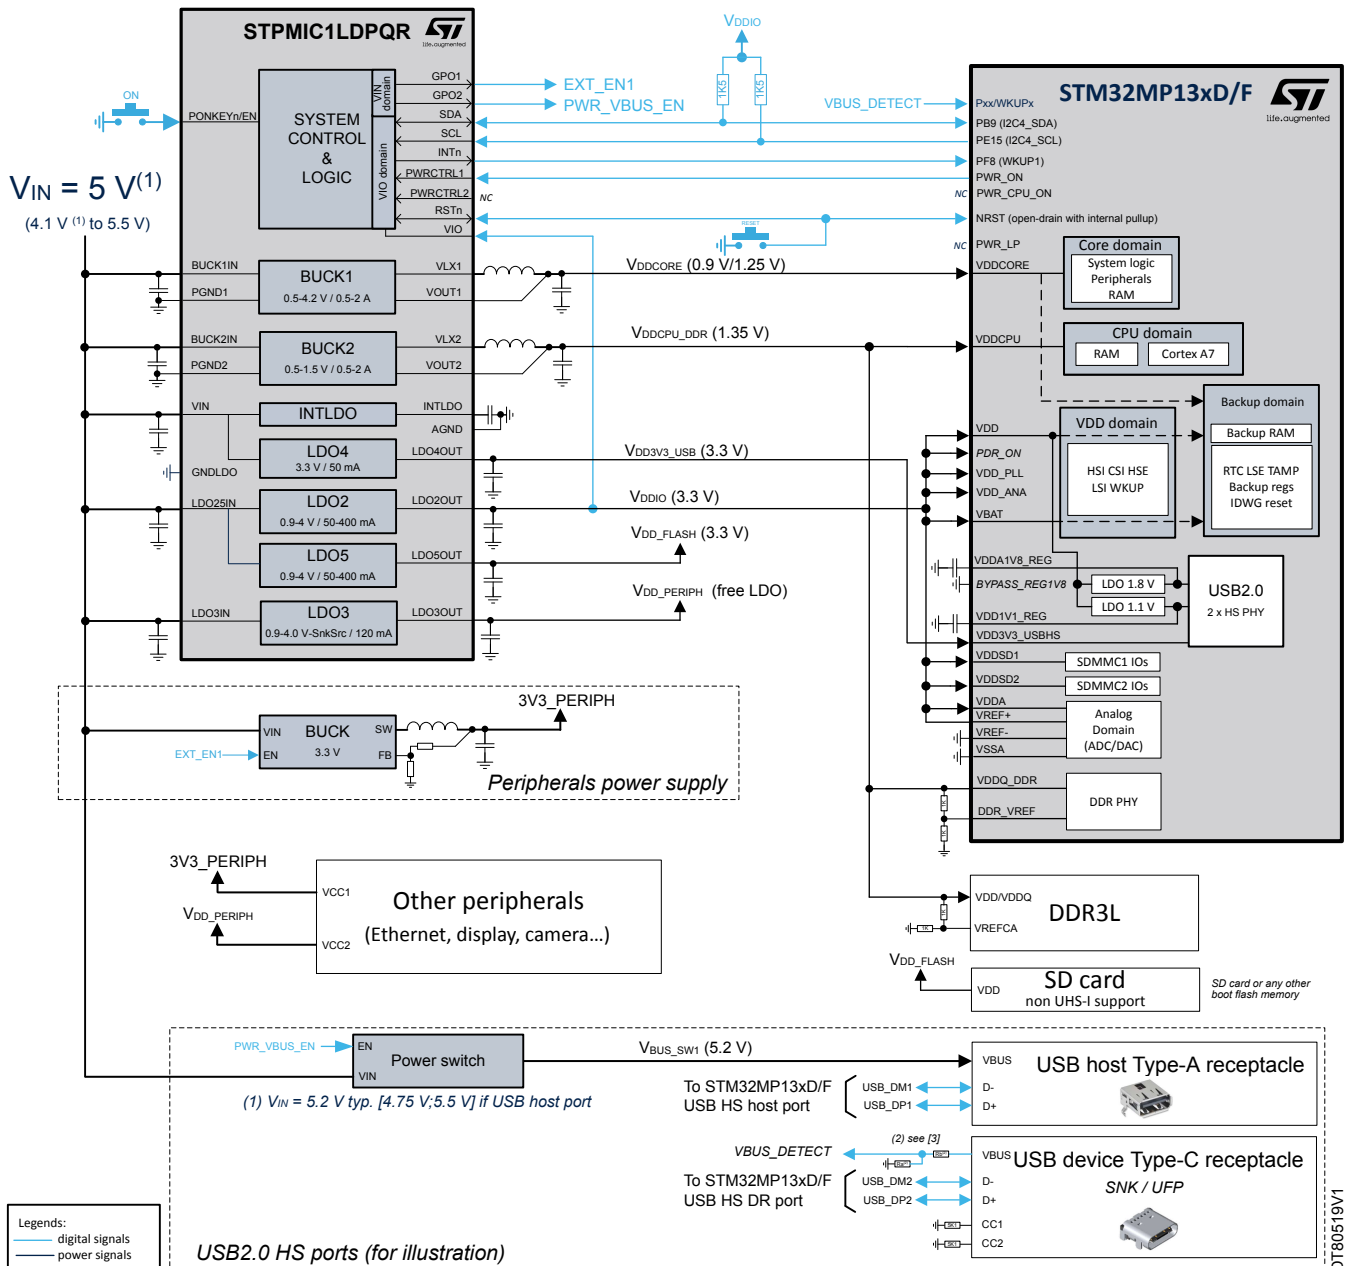 STPMIC1LDPQR
life.augmented
VDDIO
STM32MP13xD/F
life.augmented
ON
PONKEYn/EN
SYSTEM
CONTROL
&
LOGIC
VIN domain
VIO domain
GPO1
GPO2
SDA
SCL
INTn
PWRCTRL1
PWRCTRL2
RSTn
VIO
NC
EXT_EN1
PWR_VBUS_EN
1K5
1K5
VBUS_DETECT
RESET
Pxx/WKUPx
PB9 (I2C4_SDA)
PE15 (I2C4_SCL)
PF8 (WKUP1)
PWR_ON
NC PWR_CPU_ON
NRST (open-drain with internal pullup)
NC PWR_LP
VIN = 5 V(1)
(4.1 V (1) to 5.5 V)
BUCK1IN
PGND1
BUCK1
0.5-4.2 V / 0.5-2 A
VLX1
VOUT1
VDDCORE (0.9 V/1.25 V)
VDDCORE
Core domain
System logic
Peripherals
RAM
BUCK2IN
PGND2
BUCK2
0.5-1.5 V / 0.5-2 A
VLX2
VOUT2
VDDCPU_DDR (1.35 V)
VDDCPU
CPU domain
RAM
Cortex A7
VIN
INTLDO
INTLDO
AGND
LDO4
3.3 V / 50 mA
LDO4OUT
GNDLDO
VDD3V3_USB (3.3 V)
LDO25IN
LDO2
0.9-4 V / 50-400 mA
LDO2OUT
VDDIO (3.3 V)
LDO5
0.9-4 V / 50-400 mA
LDO5OUT
VDD_FLASH (3.3 V)
LDO3IN
LDO3
0.9-4.0 V-SnkSrc / 120 mA
LDO3OUT
VDD_PERIPH (free LDO)
VDD
PDR_ON
VDD_PLL
VDD_ANA
VBAT
VDD domain
HSI CSI HSE
LSI WKUP
Backup domain
Backup RAM
RTC LSE TAMP
Backup regs
IDWG reset
VDDA1V8_REG
BYPASS_REG1V8
LDO 1.8 V
LDO 1.1 V
USB2.0
2 x HS PHY
VDD1V1_REG
VDD3V3_USBHS
VDDSD1
SDMMC1 IOs
VDDSD2
SDMMC2 IOs
VDDA
VREF+
VREF-
VSSA
Analog
Domain
(ADC/DAC)
VDDQ_DDR
DDR_VREF
DDR PHY
1K
1K
3V3_PERIPH
VIN
EN
BUCK
3.3 V
SW
FB
EXT_EN1
Peripherals power supply
3V3_PERIPH
VDD_PERIPH
VCC1
VCC2
Other peripherals
(Ethernet, display, camera...)
VDD/VDDQ
VREFCA
DDR3L
1K
1K
VDD_FLASH
VDD
SD card
non UHS-I support
SD card or any other
boot flash memory
PWR_VBUS_EN
EN
VIN
Power switch
VBUS_SW1 (5.2 V)
(1) VIN = 5.2 V typ. [4.75 V;5.5 V] if USB host port
VBUS
USB host Type-A receptacle
To STM32MP13xD/F
USB HS host port
USB_DM1
USB_DP1
D-
D+
(2) see [3]
VBUS_DETECT
VBUS
USB device Type-C receptacle
SNK / UFP
To STM32MP13xD/F
USB HS DR port
USB_DM2
USB_DP2
D-
D+
5K1
CC1
5K1
CC2
Legends:
digital signals
power signals
USB2.0 HS ports (for illustration)